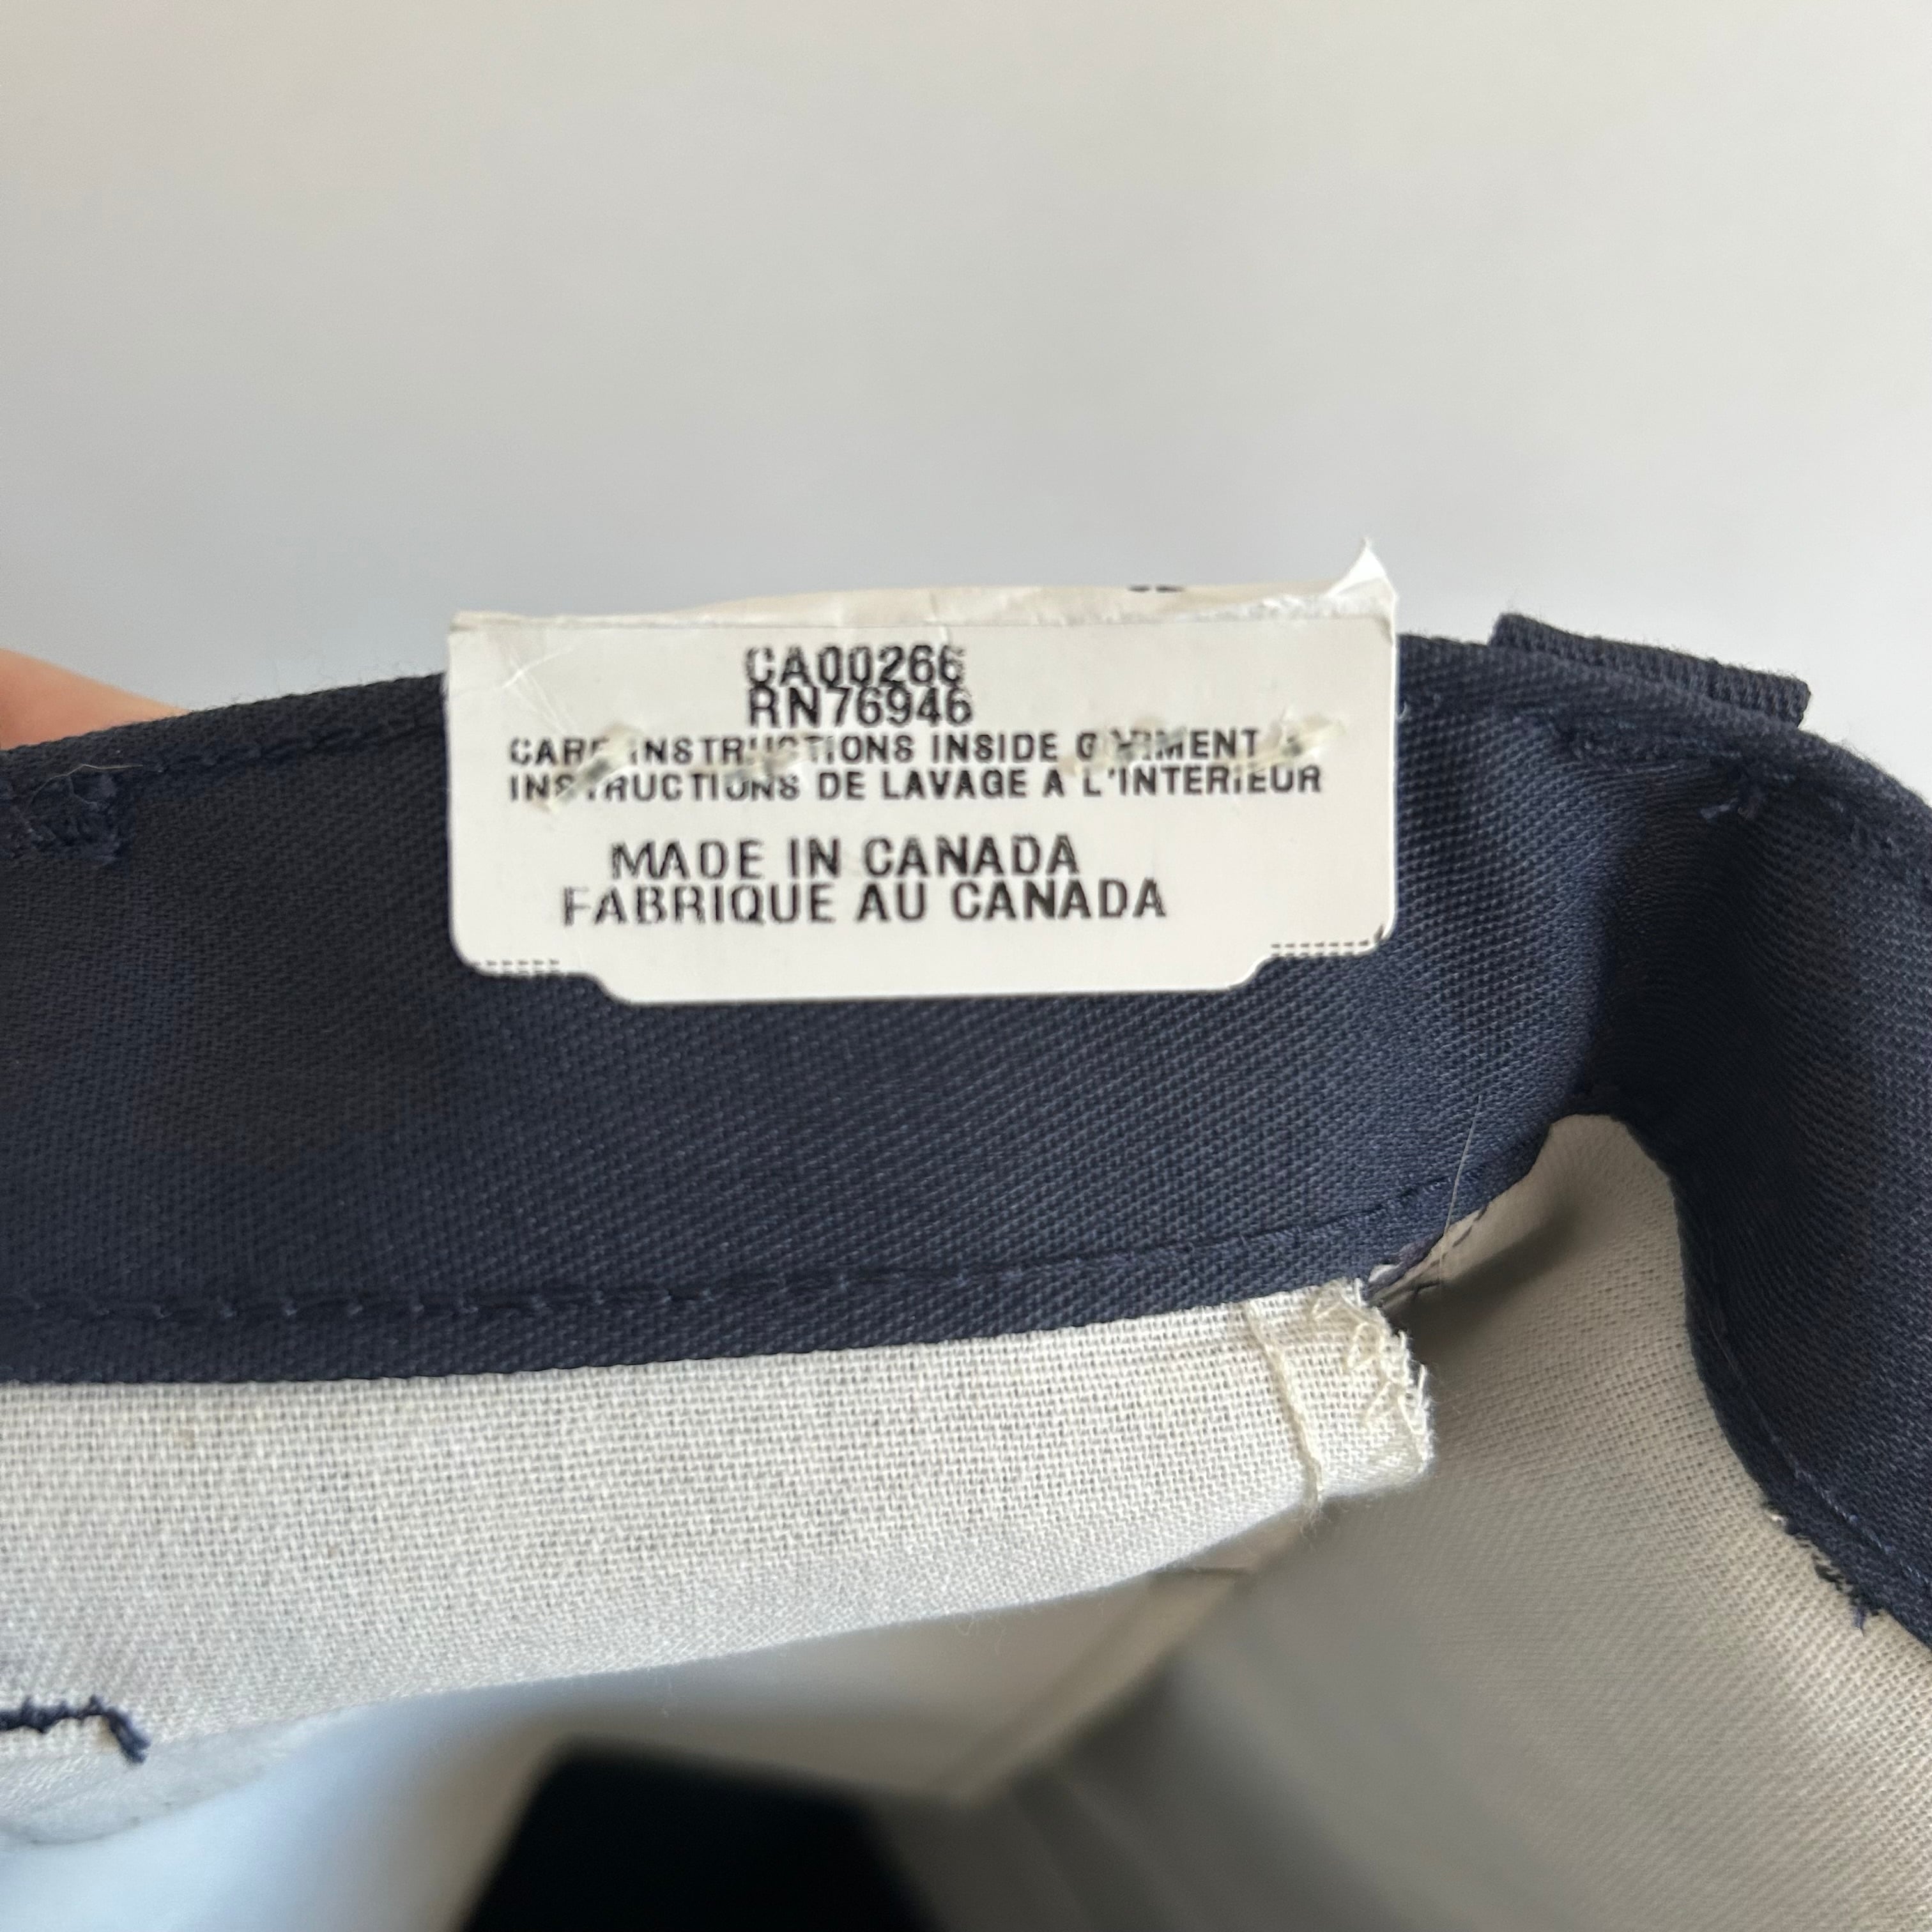 CA00266
RN76946
CARE INSTRUCTIONS INSIDE GARMENT &
INSTRUCTIONS DE LAVAGE A L'INTERIEUR
MADE IN CANADA
FABRIQUE AU CANADA